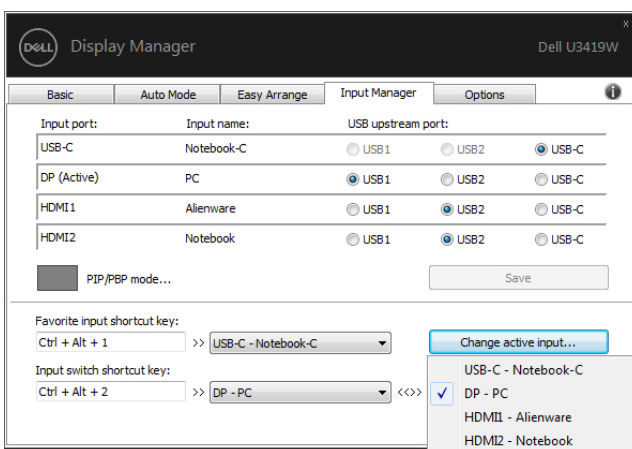 x
DELL Display Manager Dell U3419W
Basic Auto Mode Easy Arrange Input Manager Options i
Input port: Input name: USB upstream port:
USB-C Notebook-C USB1 USB2 USB-C
DP (Active) PC USB1 USB2 USB-C
HDMI1 Alienware USB1 USB2 USB-C
HDMI2 Notebook USB1 USB2 USB-C
PIP/PBP mode... Save
Favorite input shortcut key:
Ctrl + Alt + 1 >> USB-C - Notebook-C Change active input...
Input switch shortcut key:
Ctrl + Alt + 2 >> DP - PC <<>>
USB-C - Notebook-C
✓ DP - PC
HDMI1 - Alienware
HDMI2 - Notebook